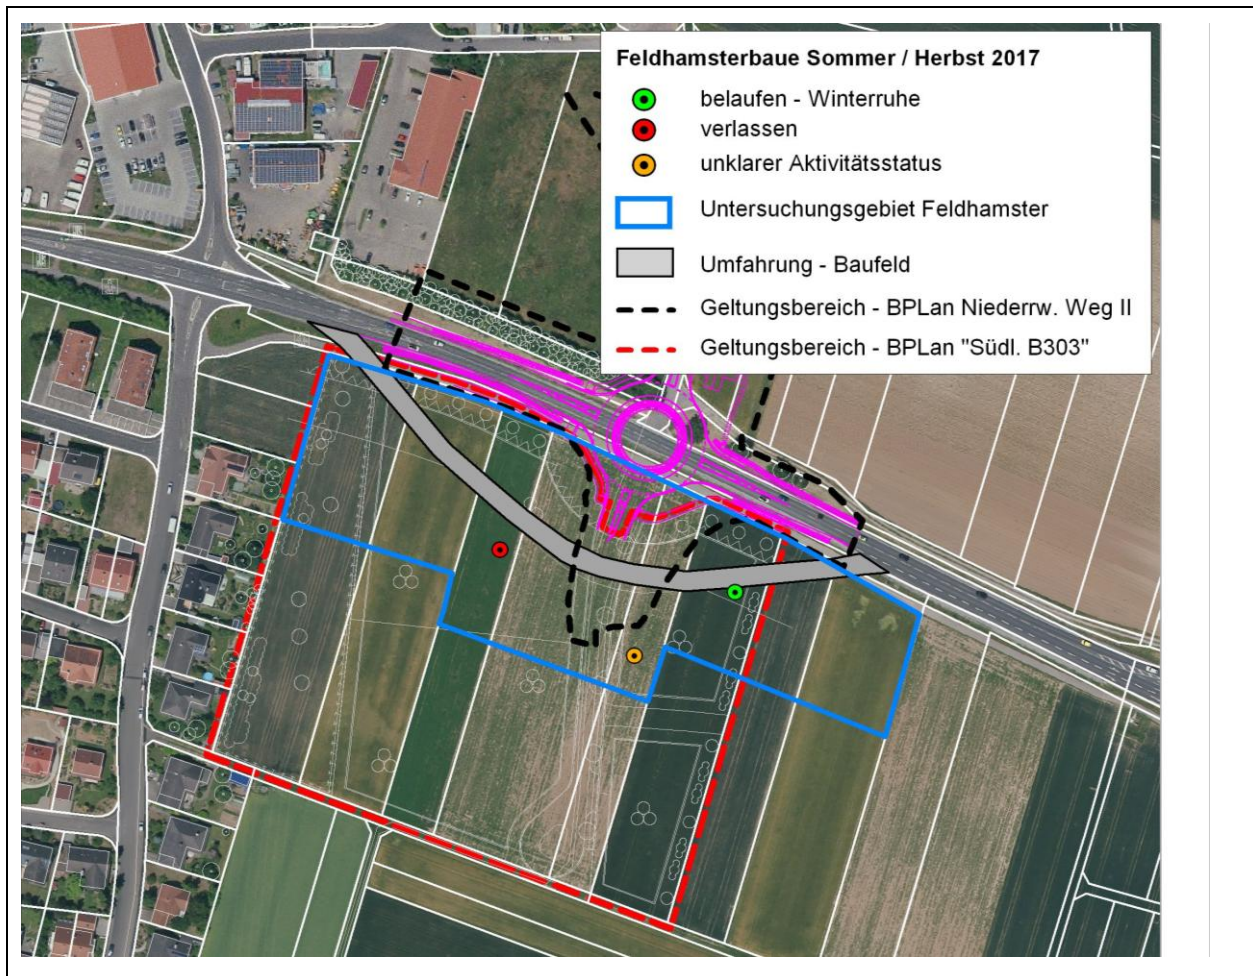 Feldhamsterbaue Sommer / Herbst 2017
belaufen - Winterruhe
verlassen
unklarer Aktivitätsstatus
Untersuchungsgebiet Feldhamster
Umfahrung - Baufeld
Geltungsbereich - BPLan Niederrw. Weg II
Geltungsbereich - BPLan "Südl. B303"